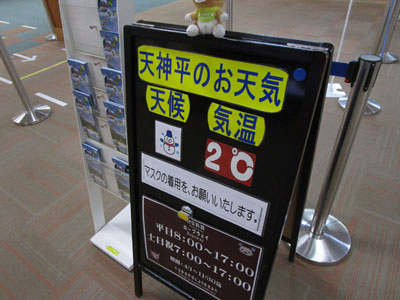 天神平のお天気
天候
気温
2℃
マスクの着用を、お願いいたします。
平日8:00~17:00
土日祝7:00~17:00